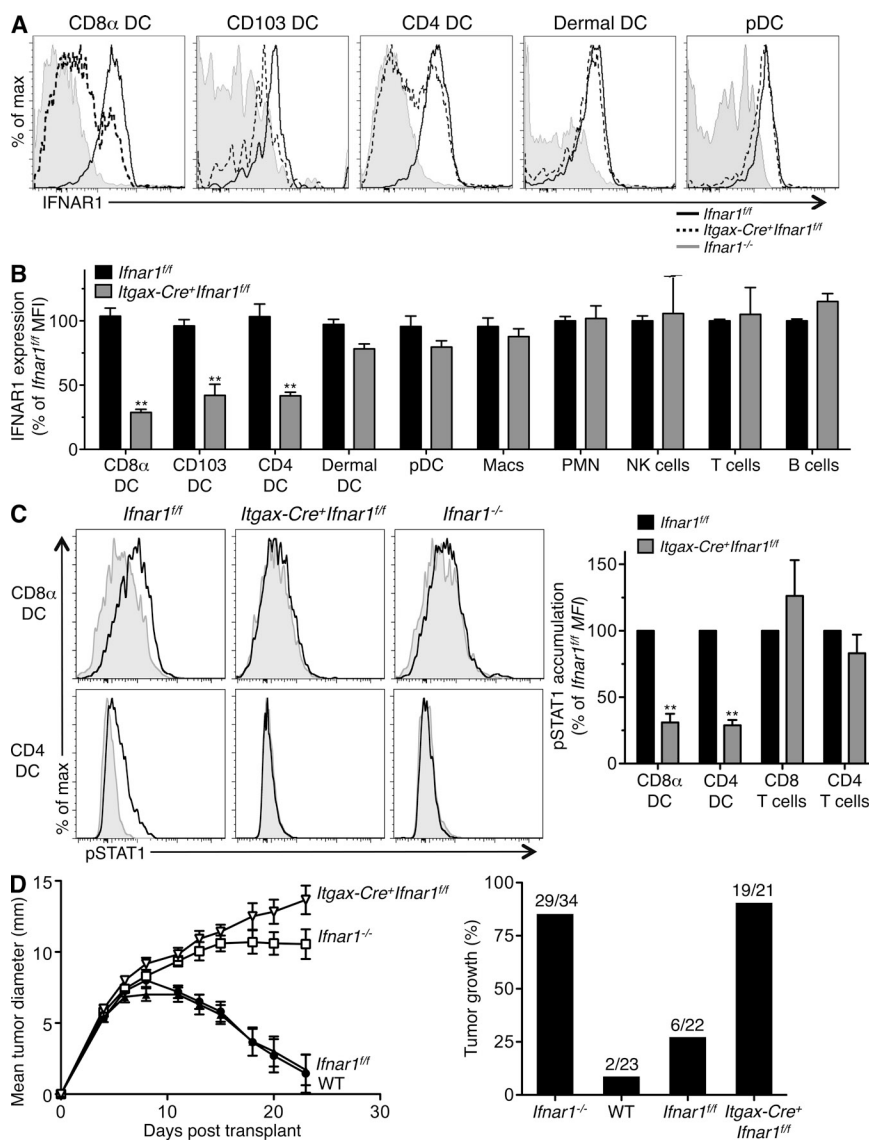 A
CD8α DC
CD103 DC
CD4 DC
Dermal DC
pDC
% of max
IFNAR1
Ifnar1f/f
Itgax-Cre+Ifnar1f/f
Ifnar1-/-
B
Ifnar1f/f
Itgax-Cre+Ifnar1f/f
IFNAR1 expression
(% of Ifnar1f/f MFI)
100
50
0
CD8α
DC
CD103
DC
CD4
DC
Dermal
DC
pDC
Macs
PMN
NK cells
T cells
B cells
**
**
**
C
Ifnar1f/f
Itgax-Cre+Ifnar1f/f
Ifnar1-/-
CD8α
DC
CD4
DC
% of max
pSTAT1
Ifnar1f/f
Itgax-Cre+Ifnar1f/f
pSTAT1 accumulation
(% of Ifnar1f/f MFI)
150
100
50
0
**
**
CD8α
DC
CD4
DC
CD8
T cells
CD4
T cells
D
Mean tumor diameter (mm)
15
10
5
0
0
10
20
30
Days post transplant
Itgax-Cre+Ifnar1f/f
Ifnar1-/-
Ifnar1f/f
WT
Tumor growth (%)
100
75
50
25
0
29/34
2/23
6/22
19/21
Ifnar1-/-
WT
Ifnar1f/f
Itgax-Cre+
Ifnar1f/f